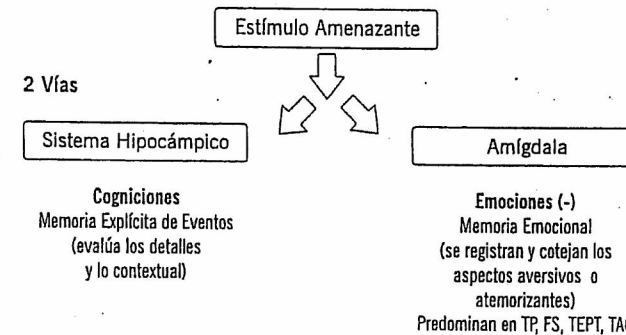 Estímulo Amenazante
2 Vías
Sistema Hipocámpico
Amígdala
Cogniciones
Memoria Explícita de Eventos
(evalúa los detalles
y lo contextual)
Emociones (-)
Memoria Emocional
(se registran y cotejan los
aspectos aversivos o
atemorizantes)
Predominan en TP, FS, TEPT,